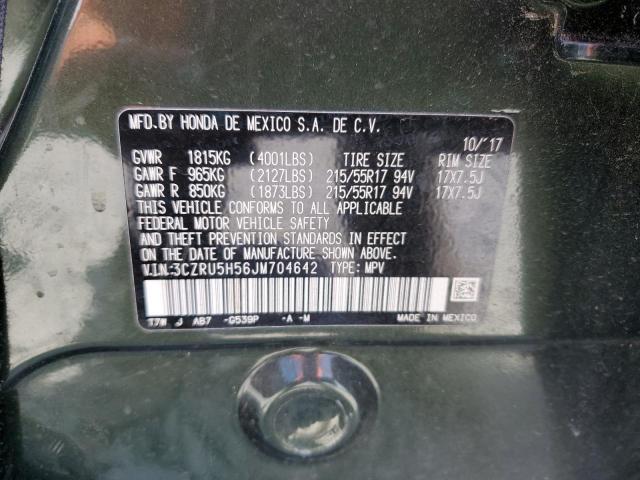 MFD.BY HONDA DE MEXICO S.A. DE C.V.
10/'17
GVWR 1815KG (4001LBS) TIRE SIZE RIM SIZE
GAWR F 965KG (2127LBS) 215/55R17 94V 17X7.5J
GAWR R 850KG (1873LBS) 215/55R17 94V 17X7.5J
THIS VEHICLE CONFORMS TO ALL APPLICABLE
FEDERAL MOTOR VEHICLE SAFETY
AND THEFT PREVENTION STANDARDS IN EFFECT
ON THE DATE OF MANUFACTURE SHOWN ABOVE.
V.I.N:3CZRU5H56JM704642 TYPE: MPV
J AB7 -G539P -A -M MADE IN MEXICO